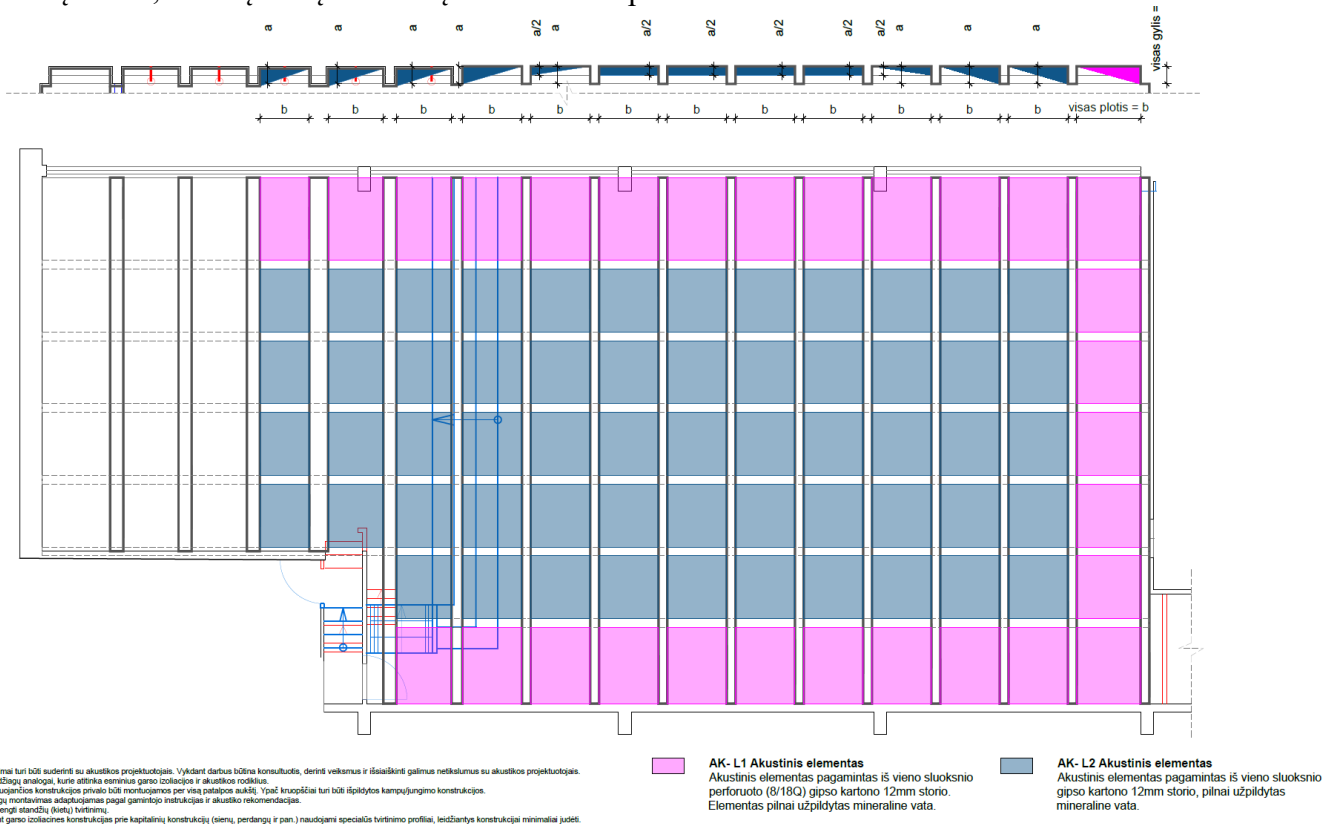 a a a a a/2 a a/2 a/2 a/2 a/2 a/2 a a a
visas gylis =
b b b b b b b b b b b b visas plotis = b
mai turi būti suderinti su akustikos projektuotojais. Vykdant darbus būtina konsultuotis, derinti veiksmus ir išsiaiškinti galimus netikslumus su akustikos projektuotojais.
džiagų analogai, kurie atitinka esminius garso izoliacijos ir akustikos rodiklius.
uojančios konstrukcijos privalo būti montuojamos per visą patalpos aukštį. Ypač kruopščiai turi būti išpildytos kampų/jungimo konstrukcijos.
gų montavimas adaptuojamas pagal gamintojo instrukcijas ir akustiko rekomendacijas.
engti standžių (kietų) tvirtinimų.
nt garso izoliacines konstrukcijas prie kapitalinių konstrukcijų (sienų, perdangų ir pan.) naudojami specialūs tvirtinimo profiliai, leidžiantys konstrukcijai minimaliai judėti.
AK- L1 Akustinis elementas
Akustinis elementas pagamintas iš vieno sluoksnio
perforuoto (8/18Q) gipso kartono 12mm storio.
Elementas pilnai užpildytas mineraline vata.
AK- L2 Akustinis elementas
Akustinis elementas pagamintas iš vieno sluoksnio
gipso kartono 12mm storio, pilnai užpildytas
mineraline vata.